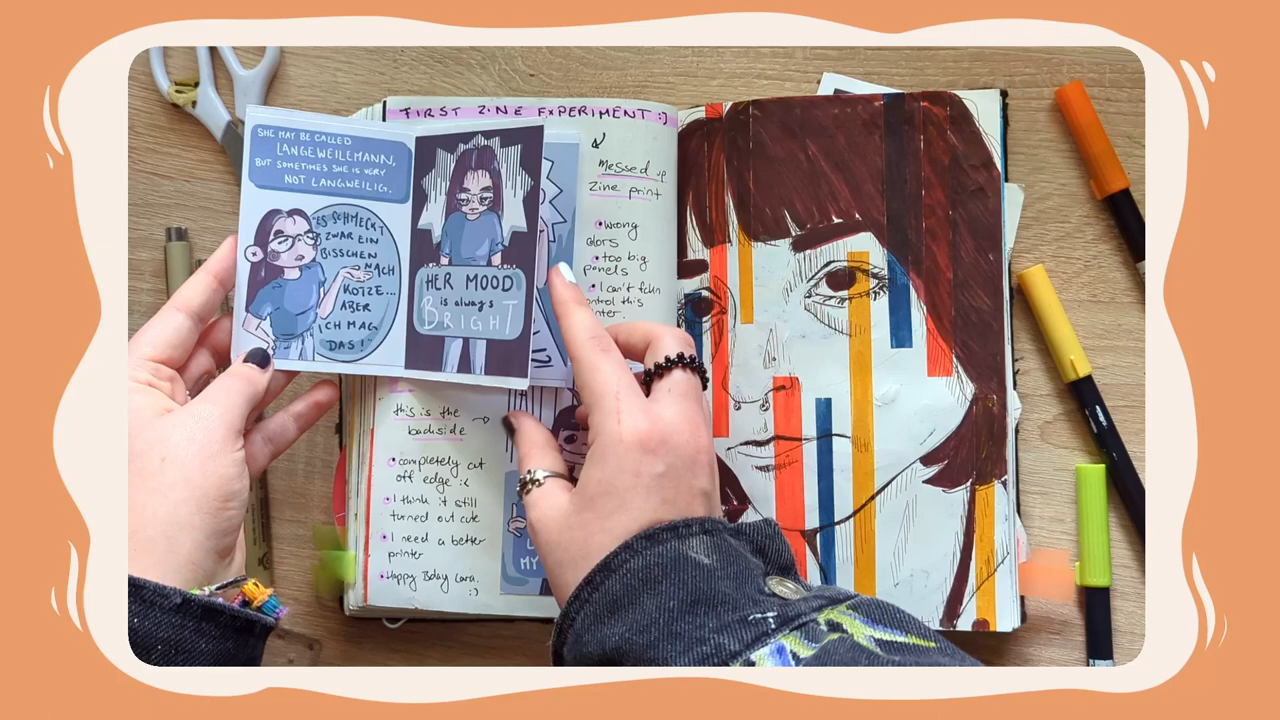 FIRST ZINE EXPERIMENT :)
SHE MAY BE CALLED
LANGEWEILEMANN,
BUT SOMETIMES SHE IS VERY
NOT LANGWEILIG.
"ES SCHMECKT
ZWAR EIN
BISSCHEN
NACH
KOTZE...
ABER
ICH MAG
DAS!"
HER MOOD
is always
BRIGHT
messed up
zine print
wrong
colors
too big
panels
I can't
this
this is the
backside
completely cut
off edge :<
I think it still
turned out cute
I need a better
printer
Happy Bday Lara.
:)
MY